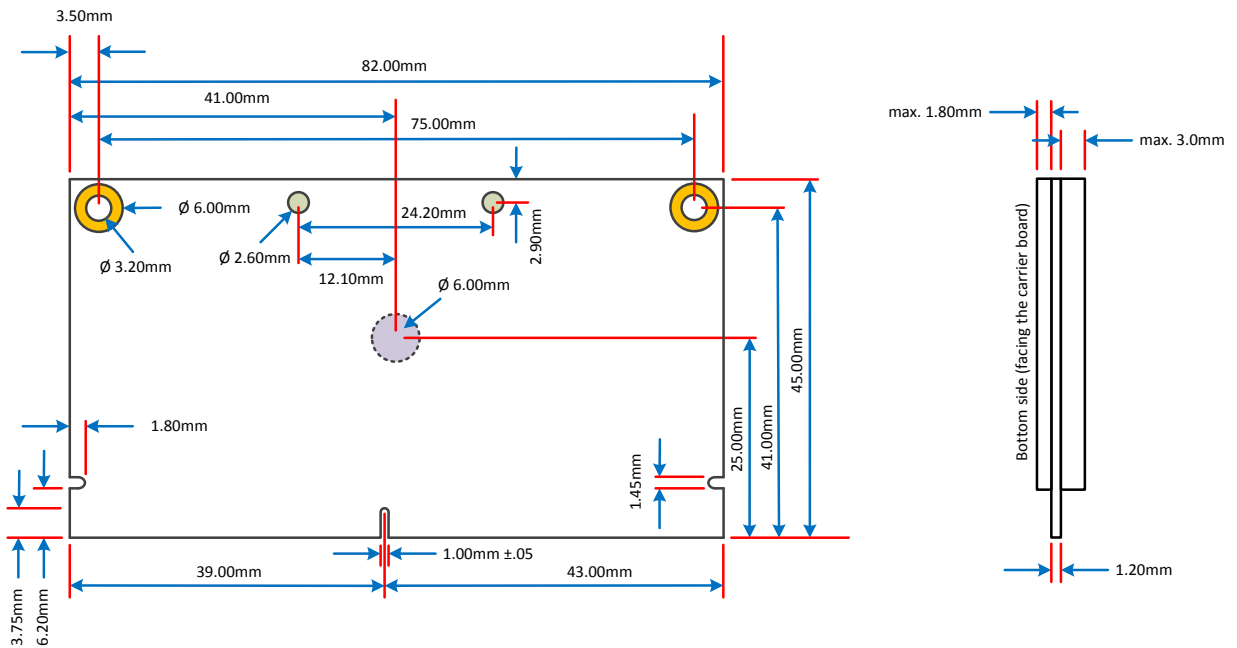 3.50mm
82.00mm
41.00mm
75.00mm
max. 1.80mm
max. 3.0mm
Ø 6.00mm
24.20mm
2.90mm
Ø 3.20mm
Ø 2.60mm
12.10mm
Ø 6.00mm
Bottom side (facing the carrier board)
45.00mm
41.00mm
25.00mm
1.80mm
1.45mm
1.00mm ±.05
39.00mm
43.00mm
1.20mm
3.75mm
6.20mm